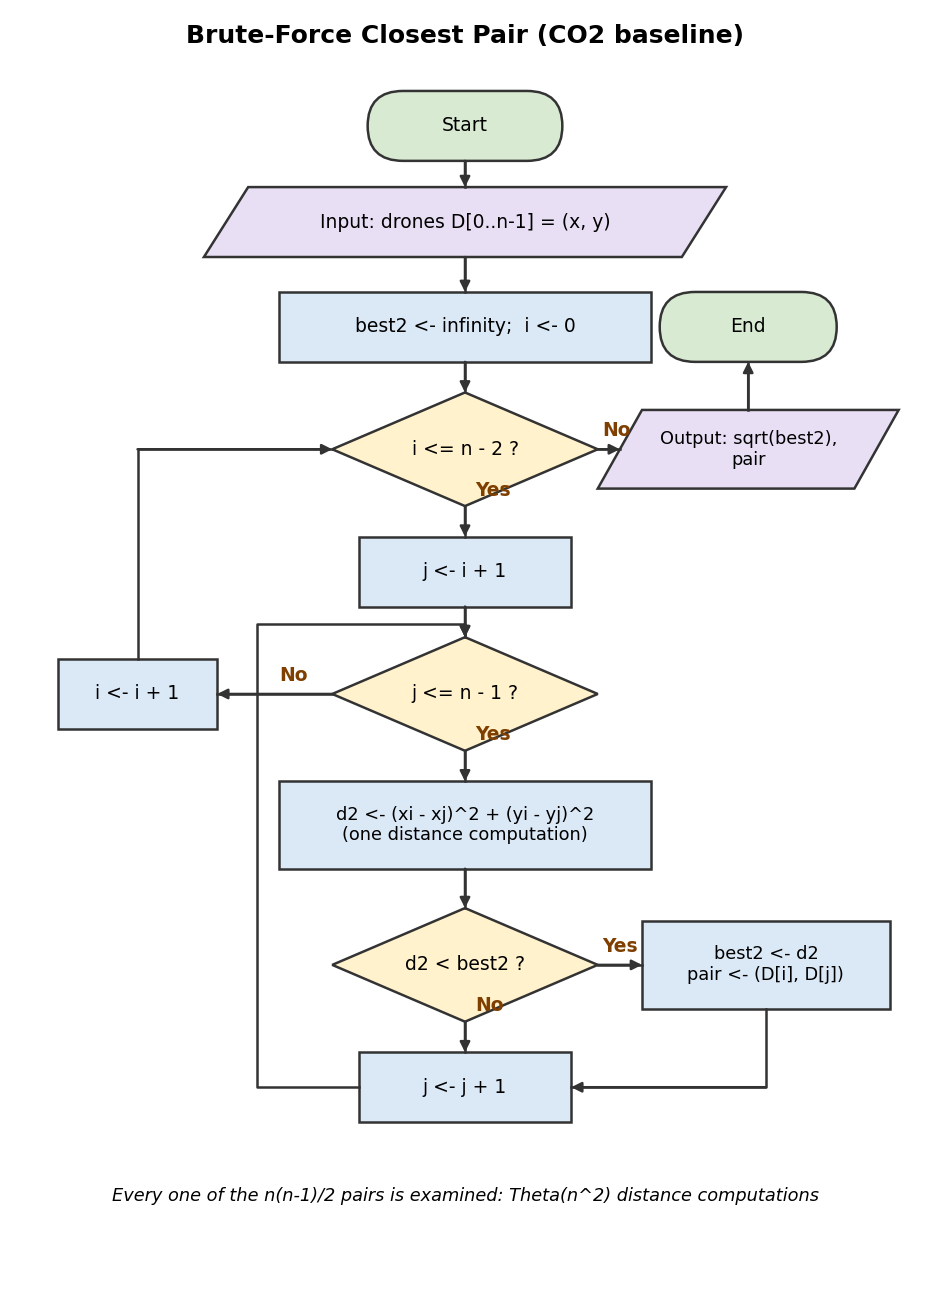 Brute-Force Closest Pair (CO2 baseline)
Start
Input: drones D[0..n-1] = (x, y)
best2 <- infinity;  i <- 0
End
i <= n - 2 ?
No
Output: sqrt(best2),
pair
Yes
j <- i + 1
i <- i + 1
No
j <= n - 1 ?
Yes
d2 <- (xi - xj)^2 + (yi - yj)^2
(one distance computation)
d2 < best2 ?
Yes
best2 <- d2
pair <- (D[i], D[j])
No
j <- j + 1
Every one of the n(n-1)/2 pairs is examined: Theta(n^2) distance computations